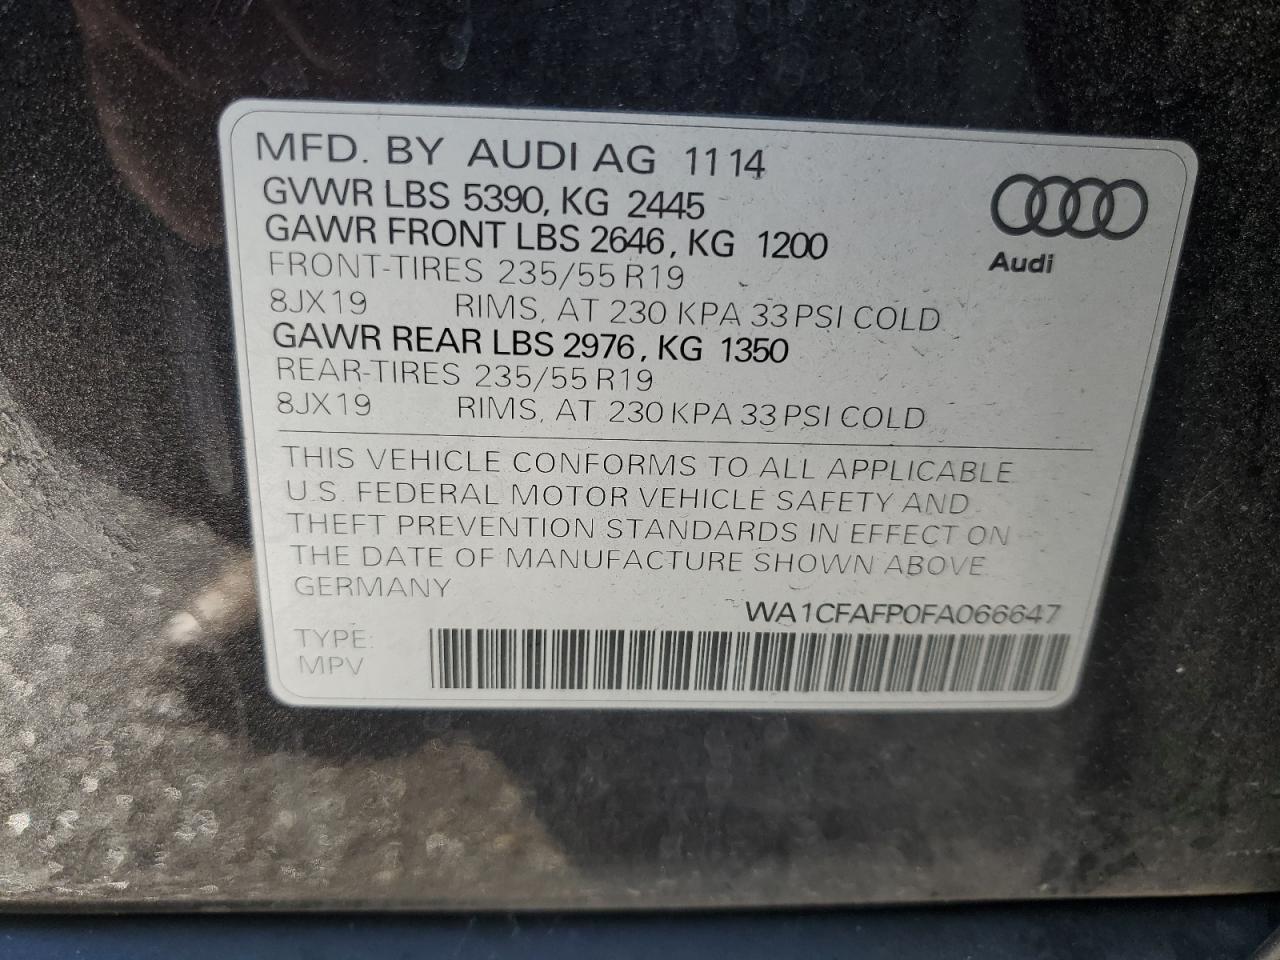 MFD. BY AUDI AG 11 14
GVWR LBS 5390, KG 2445
GAWR FRONT LBS 2646, KG 1200
FRONT-TIRES 235/55 R19
8JX19 RIMS, AT 230 KPA 33 PSI COLD
GAWR REAR LBS 2976, KG 1350
REAR-TIRES 235/55 R19
8JX19 RIMS, AT 230 KPA 33 PSI COLD
Audi
THIS VEHICLE CONFORMS TO ALL APPLICABLE
U.S. FEDERAL MOTOR VEHICLE SAFETY AND
THEFT PREVENTION STANDARDS IN EFFECT ON
THE DATE OF MANUFACTURE SHOWN ABOVE.
GERMANY
WA1CFAFP0FA066647
TYPE:
MPV